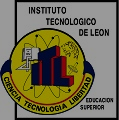 INSTITUTO
TECNOLOGICO
DE LEON
ITL
CIENCIA TECNOLOGIA LIBERTAD
EDUCACION
SUPERIOR